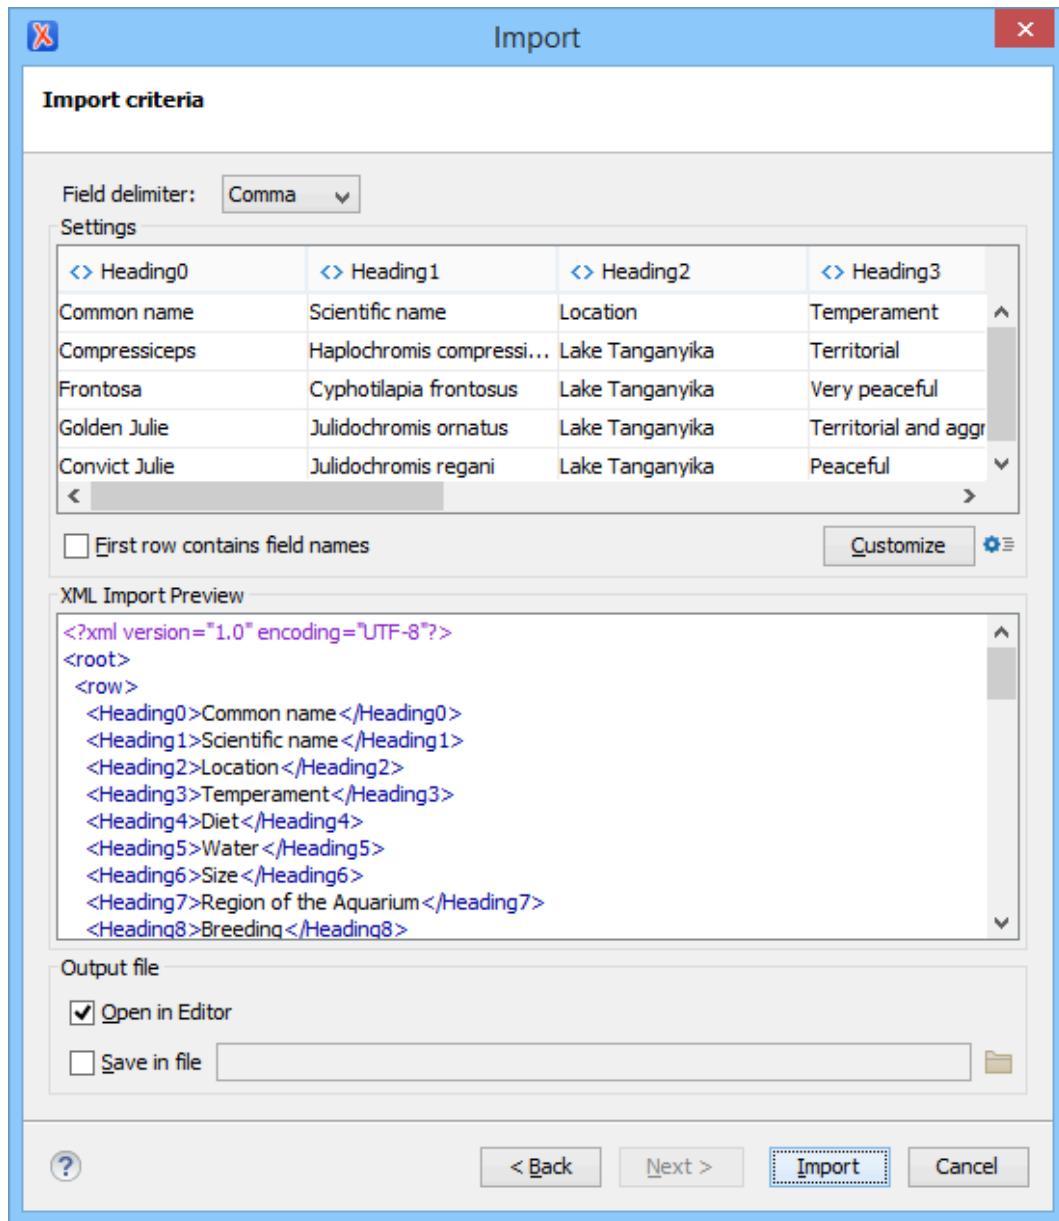 Import
Import criteria
Field delimiter: Comma
Settings
<> Heading0 <> Heading1 <> Heading2 <> Heading3
Common name Scientific name Location Temperament
Compressiceps Haplochromis compressi... Lake Tanganyika Territorial
Frontosa Cyphotilapia frontosus Lake Tanganyika Very peaceful
Golden Julie Julidochromis ornatus Lake Tanganyika Territorial and aggr
Convict Julie Julidochromis regani Lake Tanganyika Peaceful
First row contains field names Customize
XML Import Preview
<?xml version="1.0" encoding="UTF-8"?>
<root>
<row>
<Heading0>Common name</Heading0>
<Heading1>Scientific name</Heading1>
<Heading2>Location</Heading2>
<Heading3>Temperament</Heading3>
<Heading4>Diet</Heading4>
<Heading5>Water</Heading5>
<Heading6>Size</Heading6>
<Heading7>Region of the Aquarium</Heading7>
<Heading8>Breeding</Heading8>
Output file
Open in Editor
Save in file
? < Back Next > Import Cancel